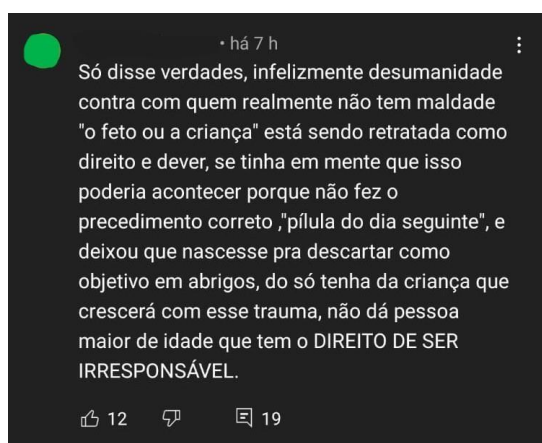 • há 7 h
Só disse verdades, infelizmente desumanidade
contra com quem realmente não tem maldade
"o feto ou a criança" está sendo retratada como
direito e dever, se tinha em mente que isso
poderia acontecer porque não fez o
precedimento correto ,"pílula do dia seguinte", e
deixou que nascesse pra descartar como
objetivo em abrigos, do só tenha da criança que
crescerá com esse trauma, não dá pessoa
maior de idade que tem o DIREITO DE SER
IRRESPONSÁVEL.
12 19